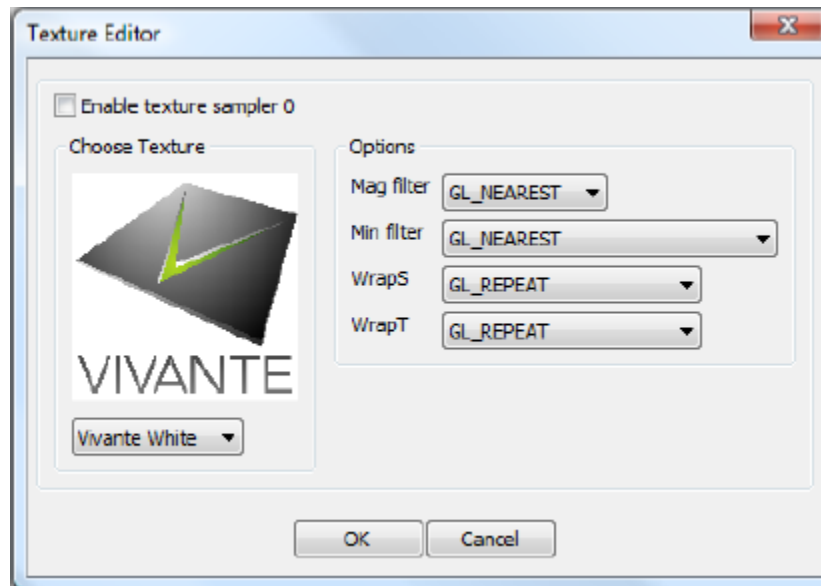 Texture Editor
Enable texture sampler 0
Choose Texture
VIVANTE
Vivante White
Options
Mag filter GL_NEAREST
Min filter GL_NEAREST
WrapS GL_REPEAT
WrapT GL_REPEAT
OK Cancel